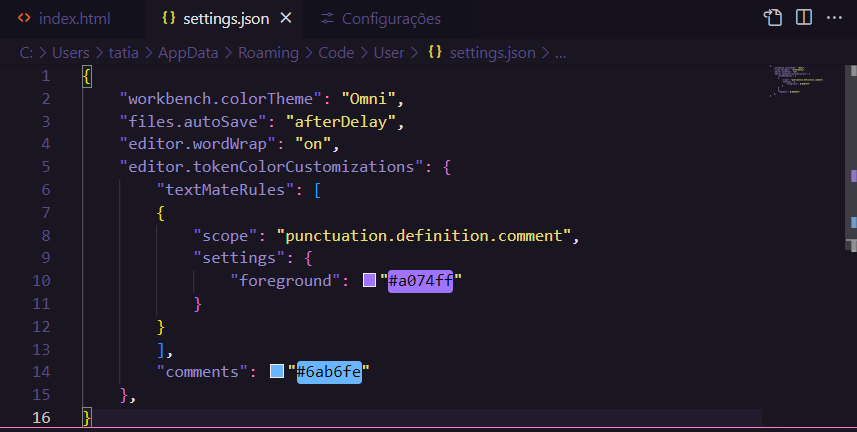 index.html settings.json Configurações
C: > Users > tatia > AppData > Roaming > Code > User > {} settings.json > ...
1 {
2 "workbench.colorTheme": "Omni",
3 "files.autoSave": "afterDelay",
4 "editor.wordWrap": "on",
5 "editor.tokenColorCustomizations": {
6 "textMateRules": [
7 {
8 "scope": "punctuation.definition.comment",
9 "settings": {
10 "foreground": "#a074ff"
11 }
12 }
13 ],
14 "comments": "#6ab6fe"
15 },
16 }